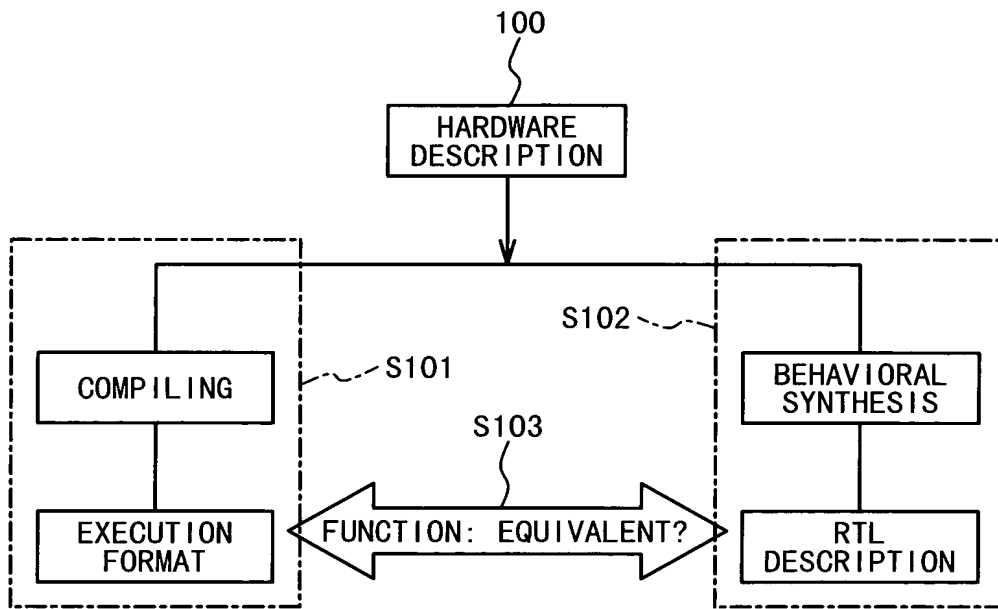 100
HARDWARE
DESCRIPTION
S102
S101
COMPILING
BEHAVIORAL
SYNTHESIS
S103
EXECUTION
FORMAT
FUNCTION: EQUIVALENT?
RTL
DESCRIPTION